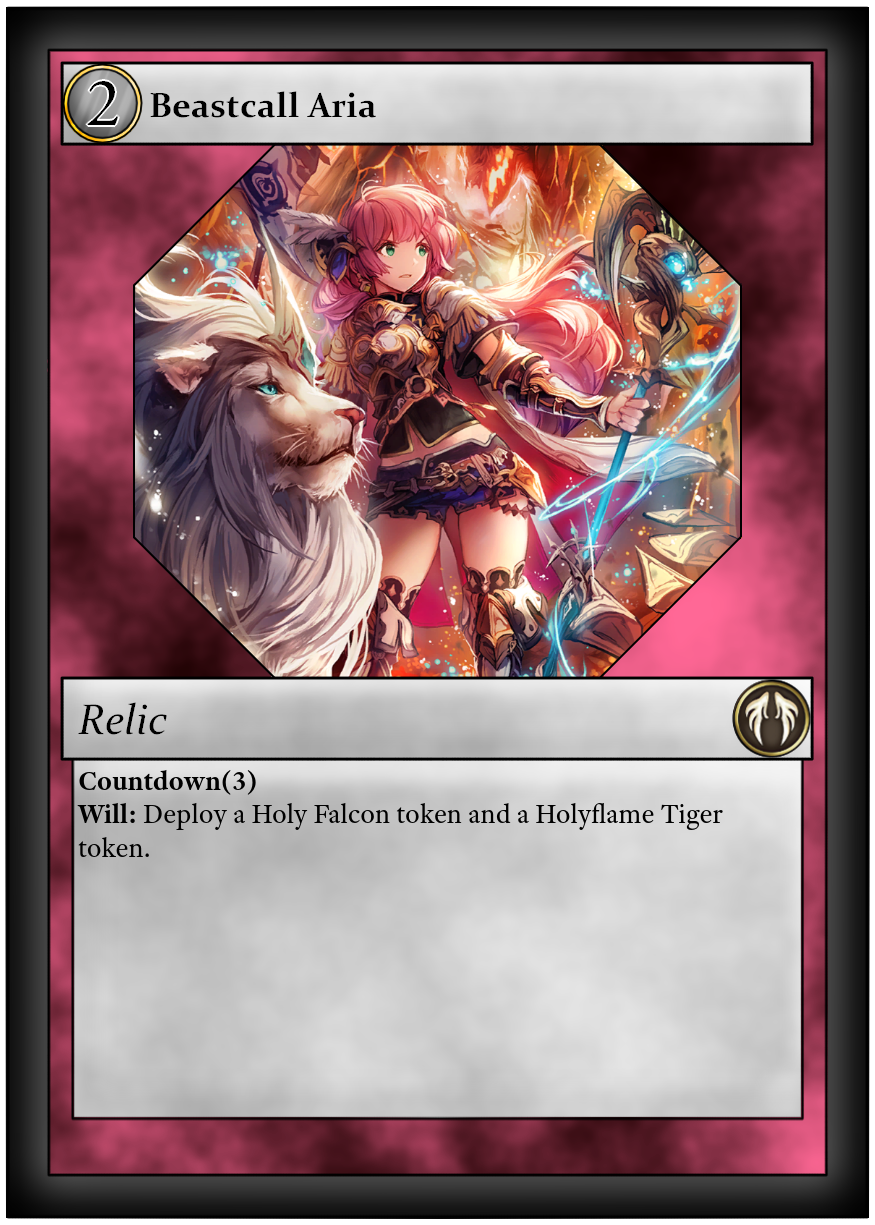 2 Beastcall Aria
Relic
Countdown(3)
Will: Deploy a Holy Falcon token and a Holyflame Tiger
token.